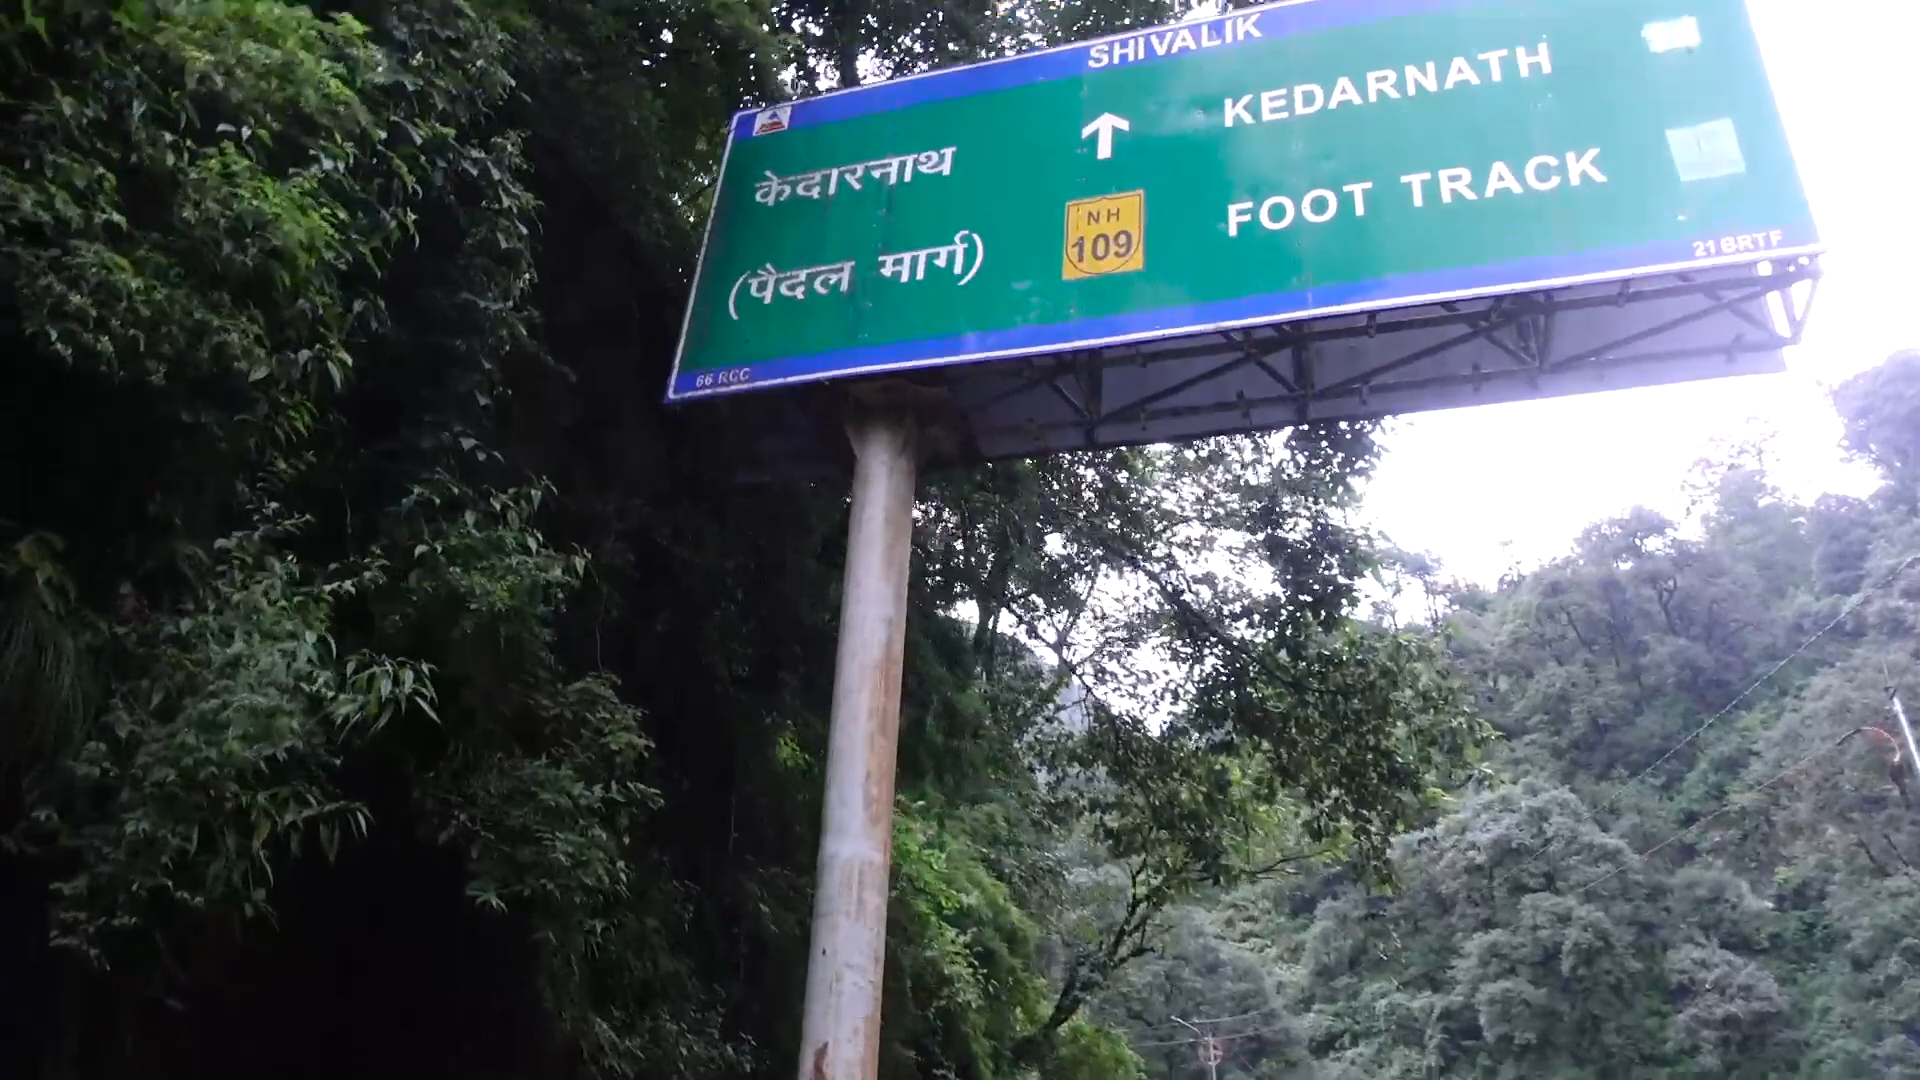 SHIVALIK
केदारनाथ
(पैदल मार्ग)
↑
NH
109
KEDARNATH
FOOT TRACK
66 RCC
21 BRTF